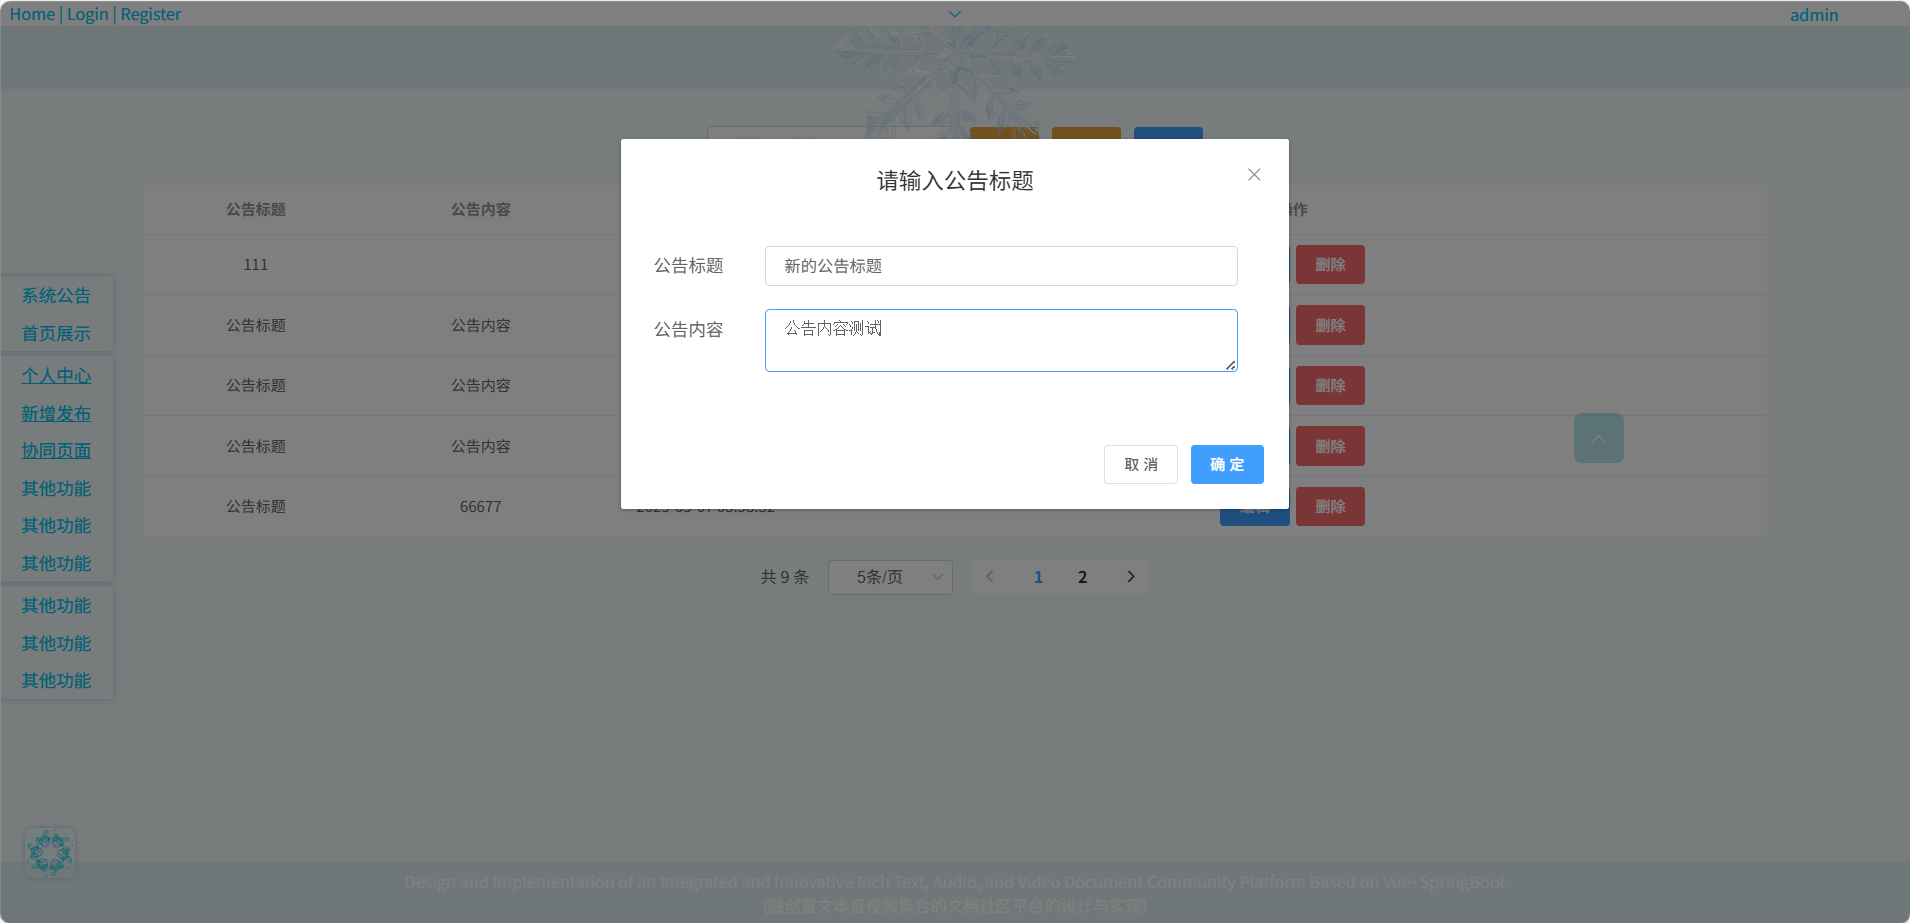 Home | Login | Register
admin
请输入公告标题
公告标题 新的公告标题
公告内容 公告内容测试
取 消 确 定
公告标题 公告内容 作
111 删除
公告标题 公告内容 删除
公告标题 公告内容 删除
公告标题 公告内容 删除
公告标题 66677 编辑 删除
共 9 条 5条/页 1 2
系统公告
首页展示
个人中心
新增发布
协同页面
其他功能
其他功能
其他功能
其他功能
其他功能
其他功能
Design and Implementation of an Integrated and Innovative Rich Text, Audio, and Video Document Community Platform Based on Vue+SpringBoot
(融创富文本音视频集合的文档社区平台的设计与实现)